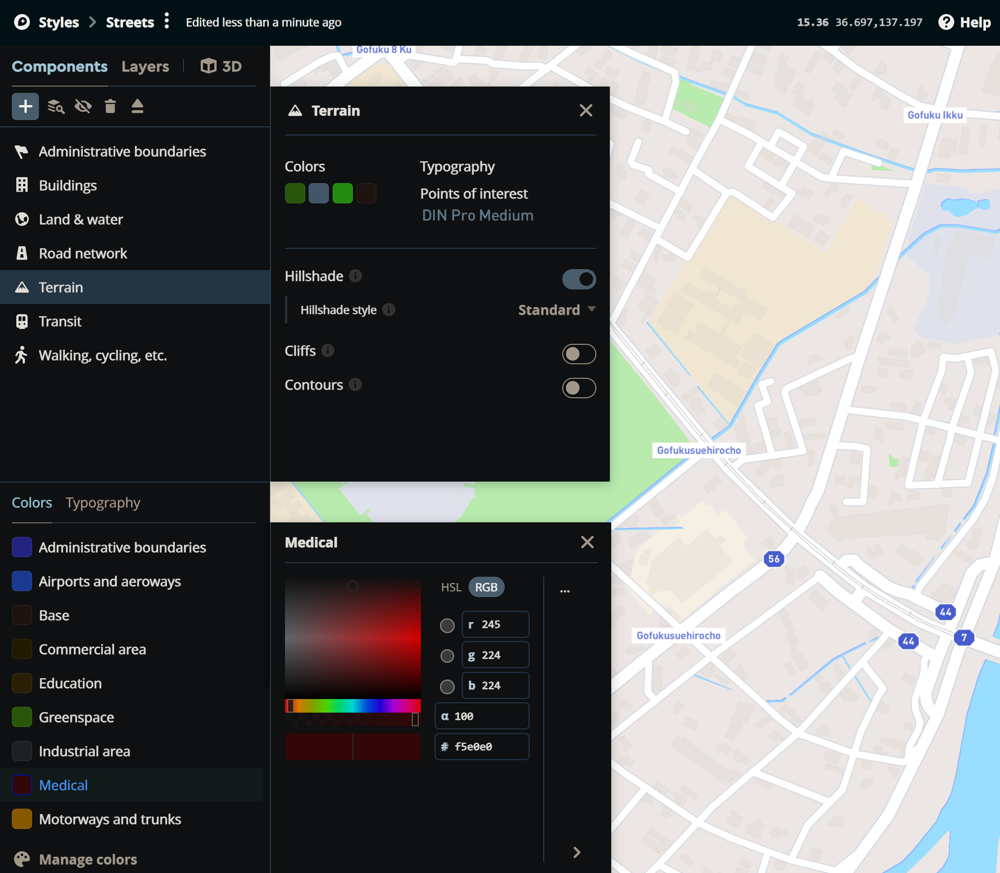 Styles
Streets
Edited less than a minute ago
15.36 36.697,137.197
Help
Components
Layers
3D
Administrative boundaries
Buildings
Land & water
Road network
Terrain
Transit
Walking, cycling, etc.
Terrain
Colors
Typography
Points of interest
DIN Pro Medium
Hillshade
Hillshade style
Standard
Cliffs
Contours
Colors
Typography
Administrative boundaries
Airports and aeroways
Base
Commercial area
Education
Greenspace
Industrial area
Medical
Motorways and trunks
Manage colors
Medical
HSL
RGB
...
r 245
g 224
b 224
α 100
# f5e0e0
Gofuku 8 Ku
Gofuku Ikku
Gofukusuehirocho
56
44
Gofukusuehirocho
44
7